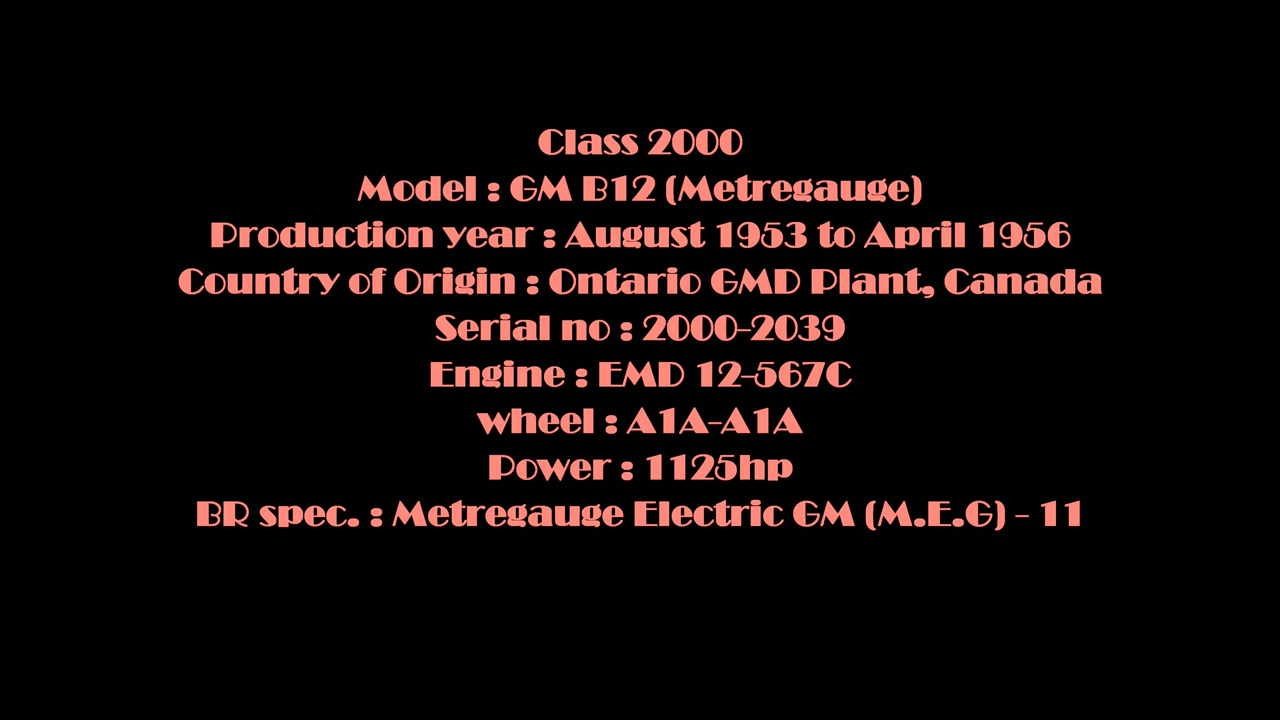 Class 2000
Model : GM B12 (Metregauge)
Production year : August 1953 to April 1956
Country of Origin : Ontario GMD Plant, Canada
Serial no : 2000-2039
Engine : EMD 12-567C
wheel : A1A-A1A
Power : 1125hp
BR spec. : Metregauge Electric GM (M.E.G) - 11